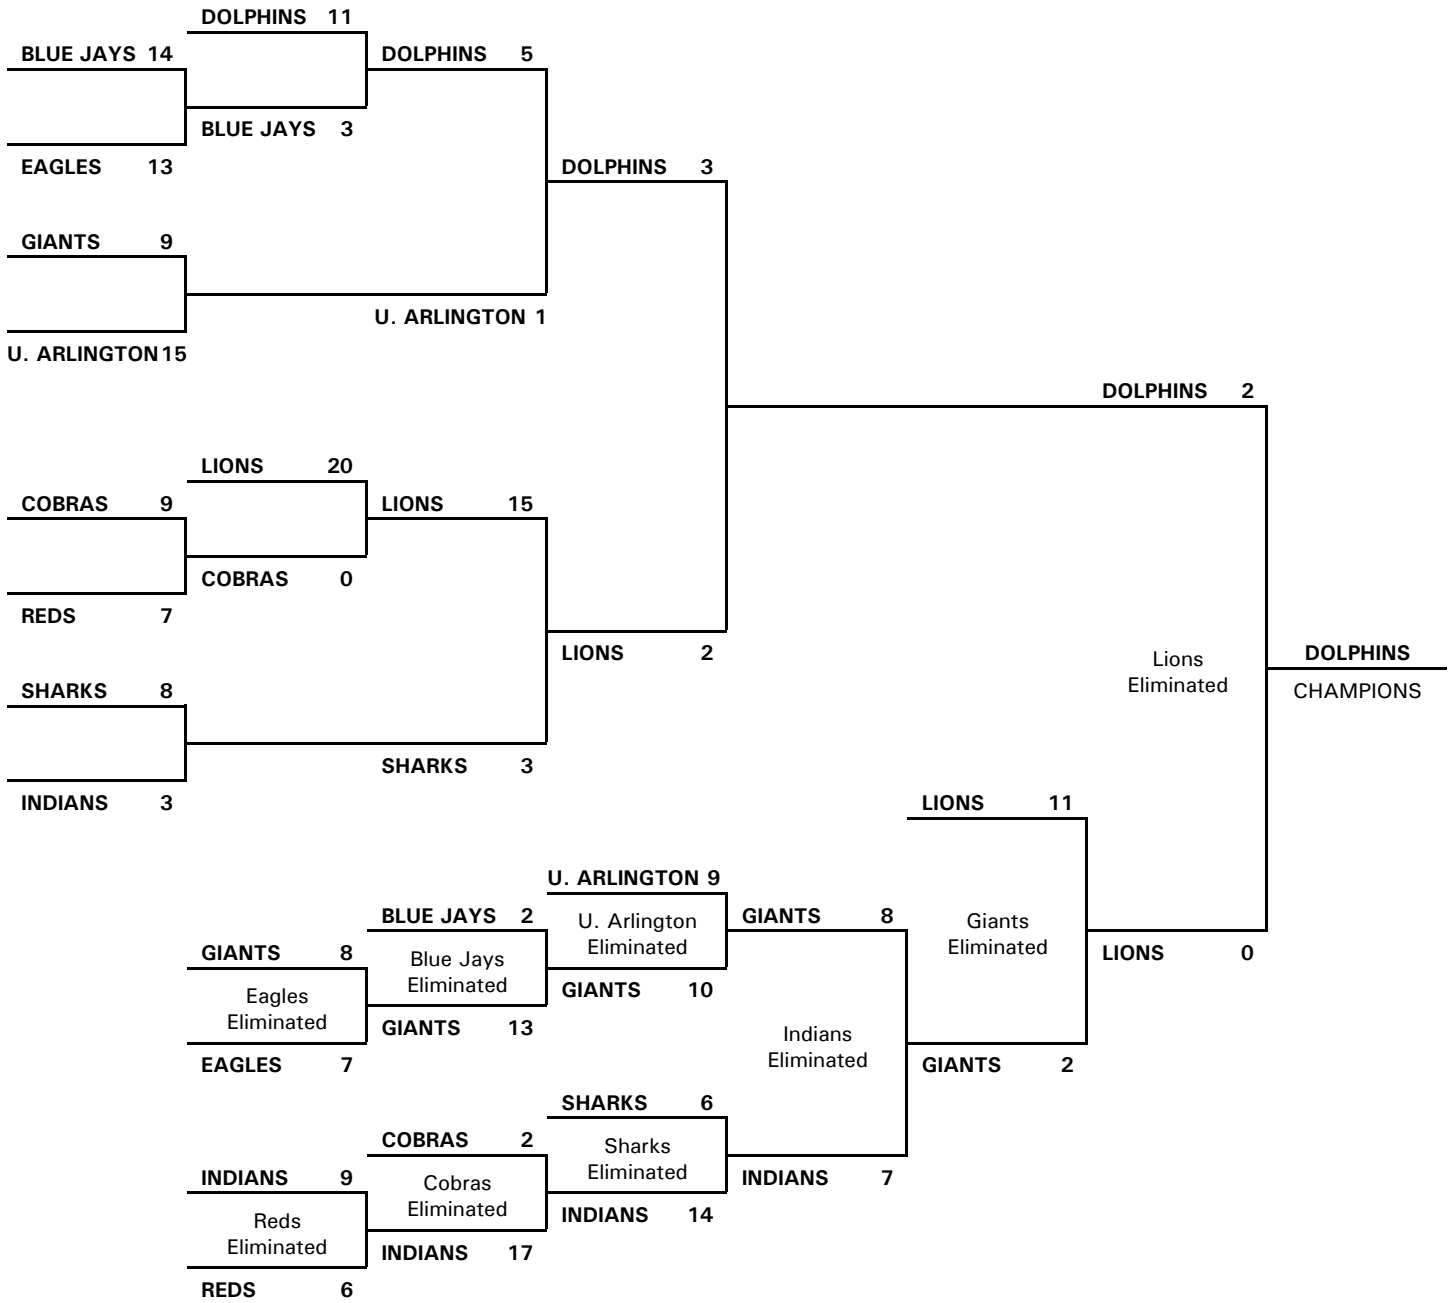 DOLPHINS 11
BLUE JAYS 14
DOLPHINS 5
BLUE JAYS 3
EAGLES 13
DOLPHINS 3
GIANTS 9
U. ARLINGTON 1
U. ARLINGTON 15
DOLPHINS 2
LIONS 20
COBRAS 9
LIONS 15
COBRAS 0
REDS 7
LIONS 2
Lions
Eliminated
DOLPHINS
CHAMPIONS
SHARKS 8
SHARKS 3
INDIANS 3
LIONS 11
U. ARLINGTON 9
BLUE JAYS 2
U. Arlington
Eliminated
GIANTS 8
Giants
Eliminated
GIANTS 8
Blue Jays
Eliminated
LIONS 0
Eagles
Eliminated
GIANTS 10
GIANTS 13
Indians
Eliminated
EAGLES 7
GIANTS 2
SHARKS 6
COBRAS 2
Sharks
Eliminated
INDIANS 9
Cobras
Eliminated
INDIANS 7
Reds
Eliminated
INDIANS 14
INDIANS 17
REDS 6